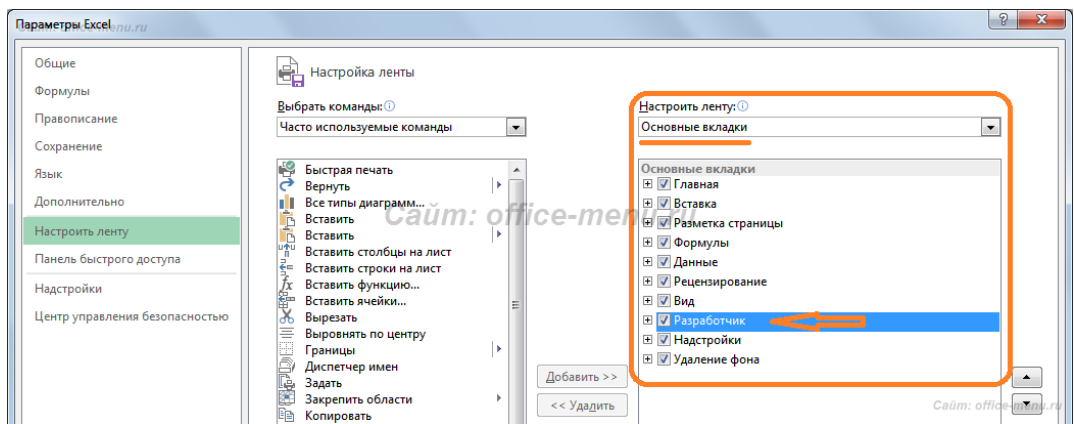 Параметры Excel
Сайт: office-menu.ru
Общие
Формулы
Правописание
Сохранение
Язык
Дополнительно
Настроить ленту
Панель быстрого доступа
Надстройки
Центр управления безопасностью
Настройка ленты
Выбрать команды:
Часто используемые команды
Быстрая печать
Вернуть
Все типы диаграмм...
Вставить
Вставить
Вставить столбцы на лист
Вставить строки на лист
Вставить функцию...
Вставить ячейки...
Вырезать
Выровнять по центру
Границы
Диспетчер имен
Задать
Закрепить области
Копировать
Добавить >>
<< Удалить
Настроить ленту:
Основные вкладки
Основные вкладки
Главная
Вставка
Разметка страницы
Формулы
Данные
Рецензирование
Вид
Разработчик
Надстройки
Удаление фона
Сайт: office-menu.ru
Сайт: office-menu.ru